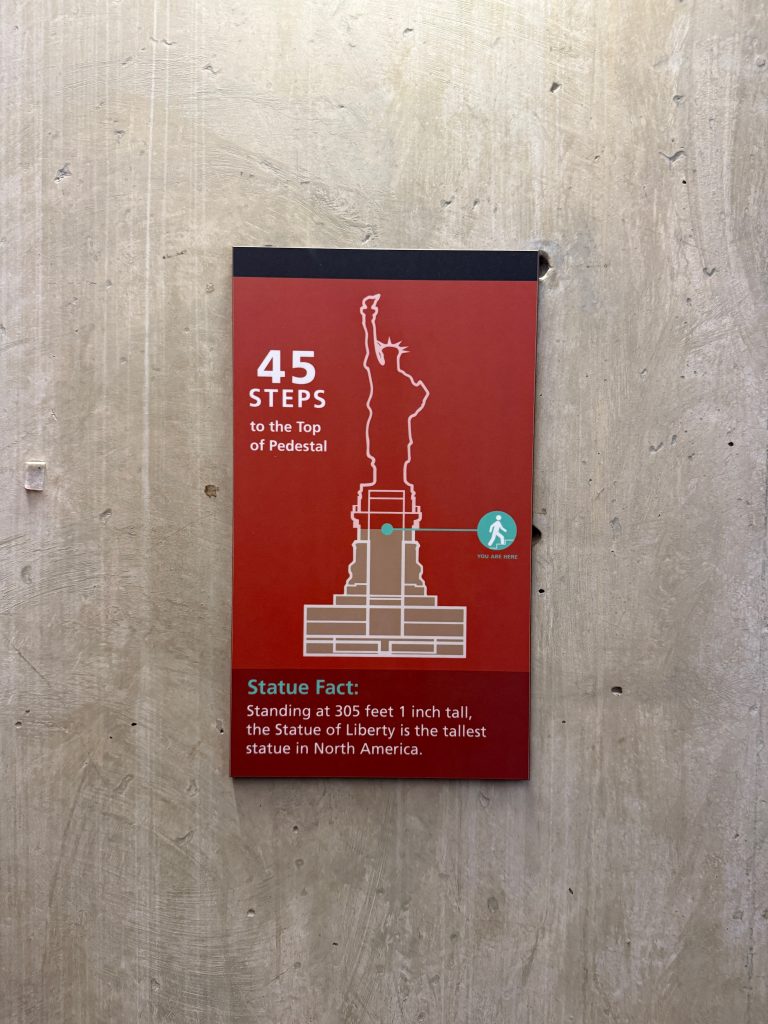 45
STEPS
to the Top
of Pedestal
YOU ARE HERE
Statue Fact:
Standing at 305 feet 1 inch tall,
the Statue of Liberty is the tallest
statue in North America.